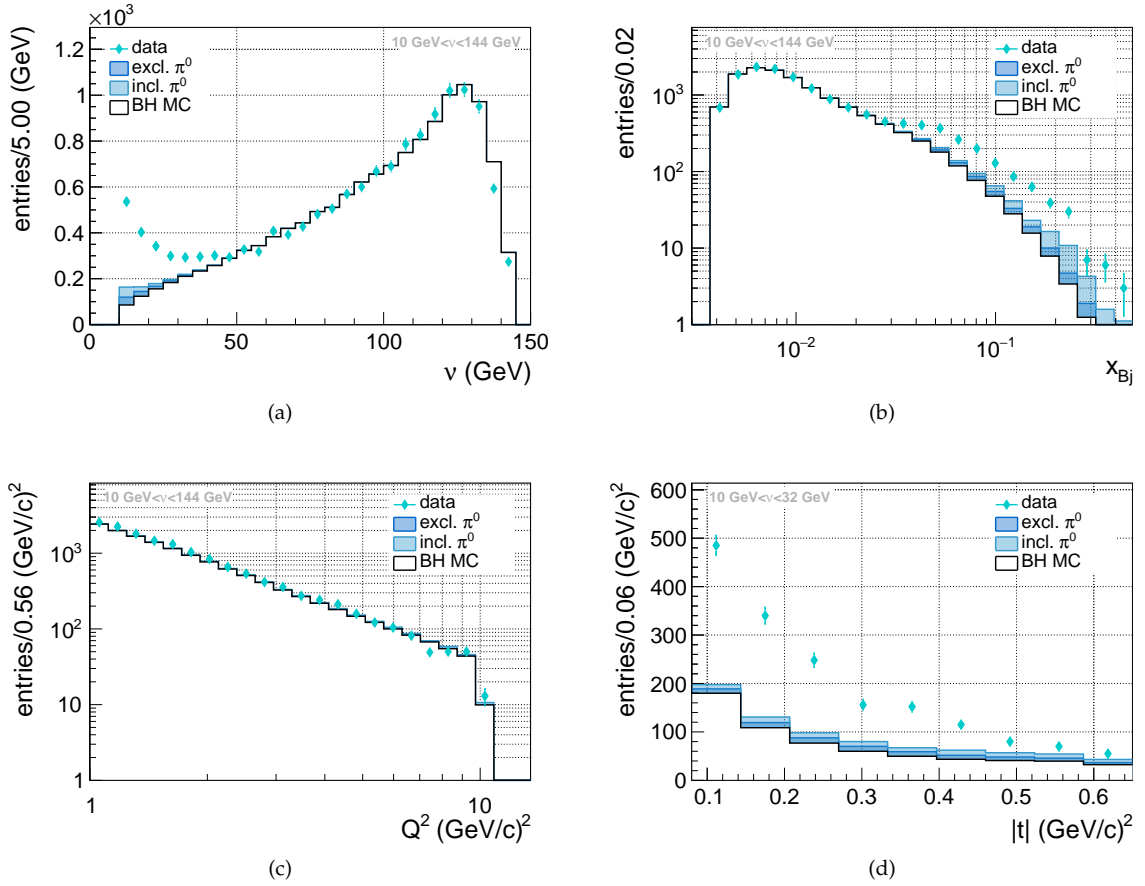 ×10³
entries/5.00 (GeV)
1.2
1
0.8
0.6
0.4
0.2
0
10 GeV<ν<144 GeV
data
excl. π⁰
incl. π⁰
BH MC
0 50 100 150
ν (GeV)
(a)
entries/0.02
10³
10²
10
1
10 GeV<ν<144 GeV
data
excl. π⁰
incl. π⁰
BH MC
10⁻² 10⁻¹
x_Bj
(b)
entries/0.56 (GeV/c)²
10³
10²
10
1
10 GeV<ν<144 GeV
data
excl. π⁰
incl. π⁰
BH MC
1 10
Q² (GeV/c)²
(c)
entries/0.06 (GeV/c)²
600
500
400
300
200
100
0
10 GeV<ν<32 GeV
data
excl. π⁰
incl. π⁰
BH MC
0.1 0.2 0.3 0.4 0.5 0.6
|t| (GeV/c)²
(d)